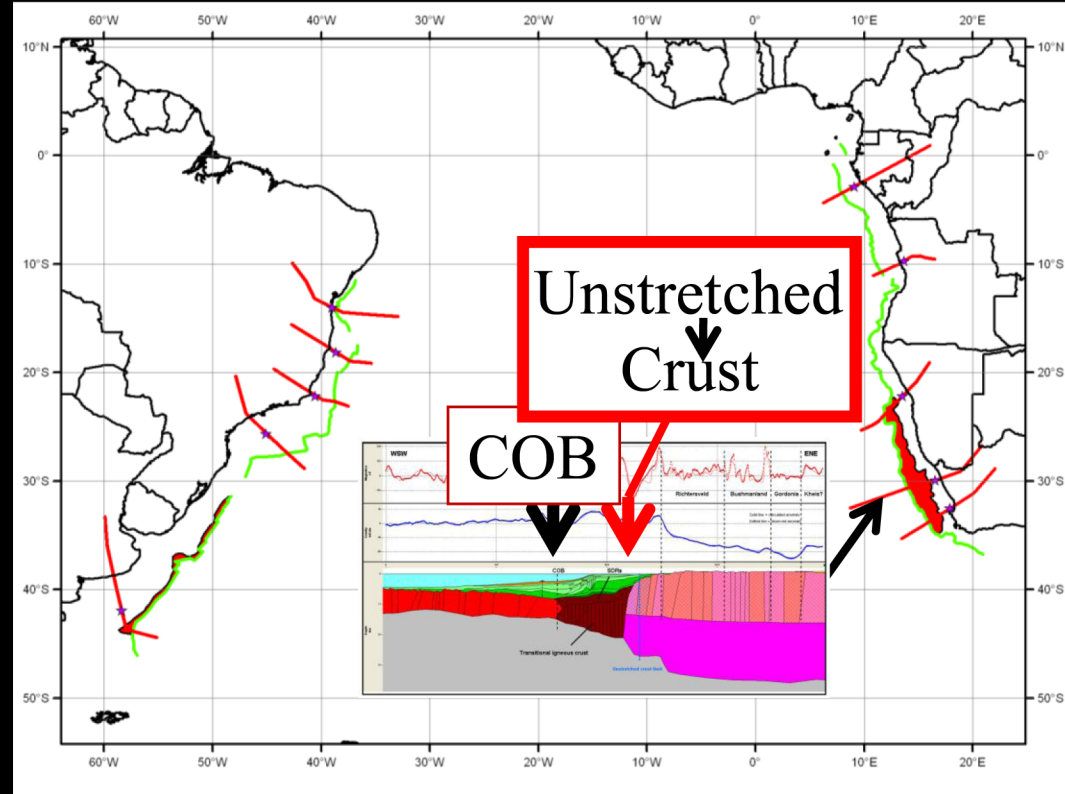 60°W 50°W 40°W 30°W 20°W 10°W 0° 10°E 20°E
10°N 10°N
0° 0°
10°S 10°S
20°S 20°S
30°S 30°S
40°S 40°S
50°S 50°S
60°W 50°W 40°W 30°W 20°W 10°W 0° 10°E 20°E
Unstretched
Crust
COB
WSW ENE
Richtersveld Bushmanland Gordonia Kheis?
COB SDRs
Transitional igneous crust
Unstretched crust limit